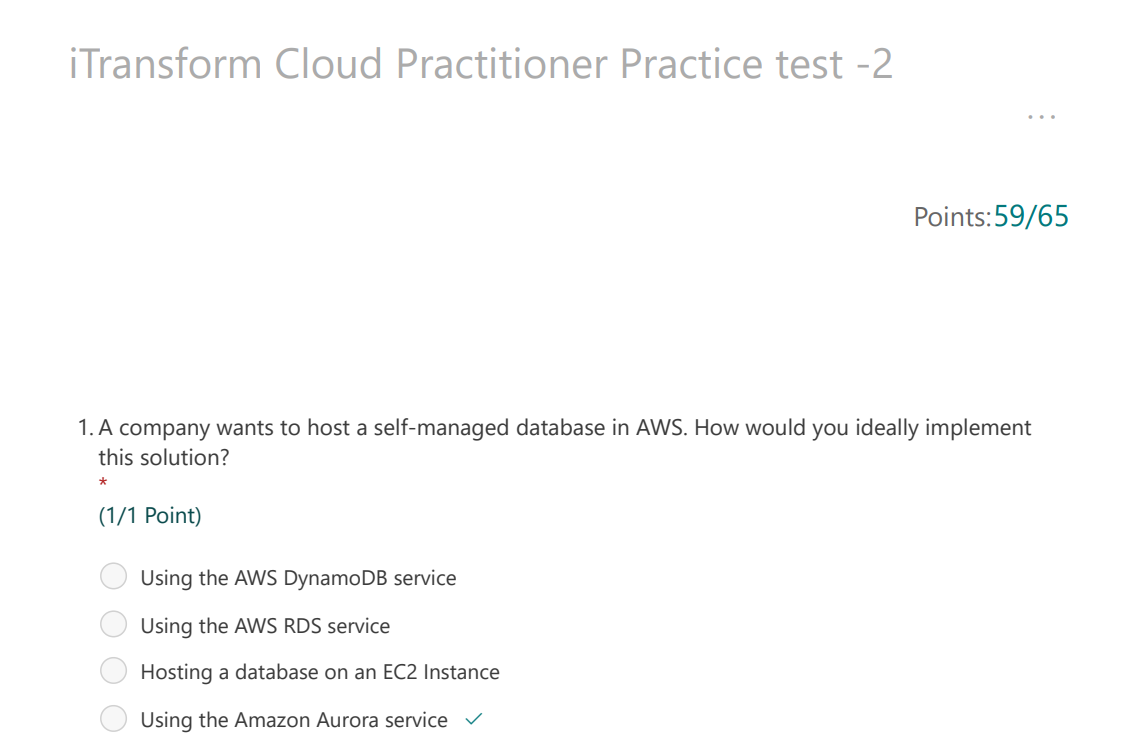 iTransform Cloud Practitioner Practice test -2
...
Points:59/65
1. A company wants to host a self-managed database in AWS. How would you ideally implement
this solution?
*
(1/1 Point)
Using the AWS DynamoDB service
Using the AWS RDS service
Hosting a database on an EC2 Instance
Using the Amazon Aurora service